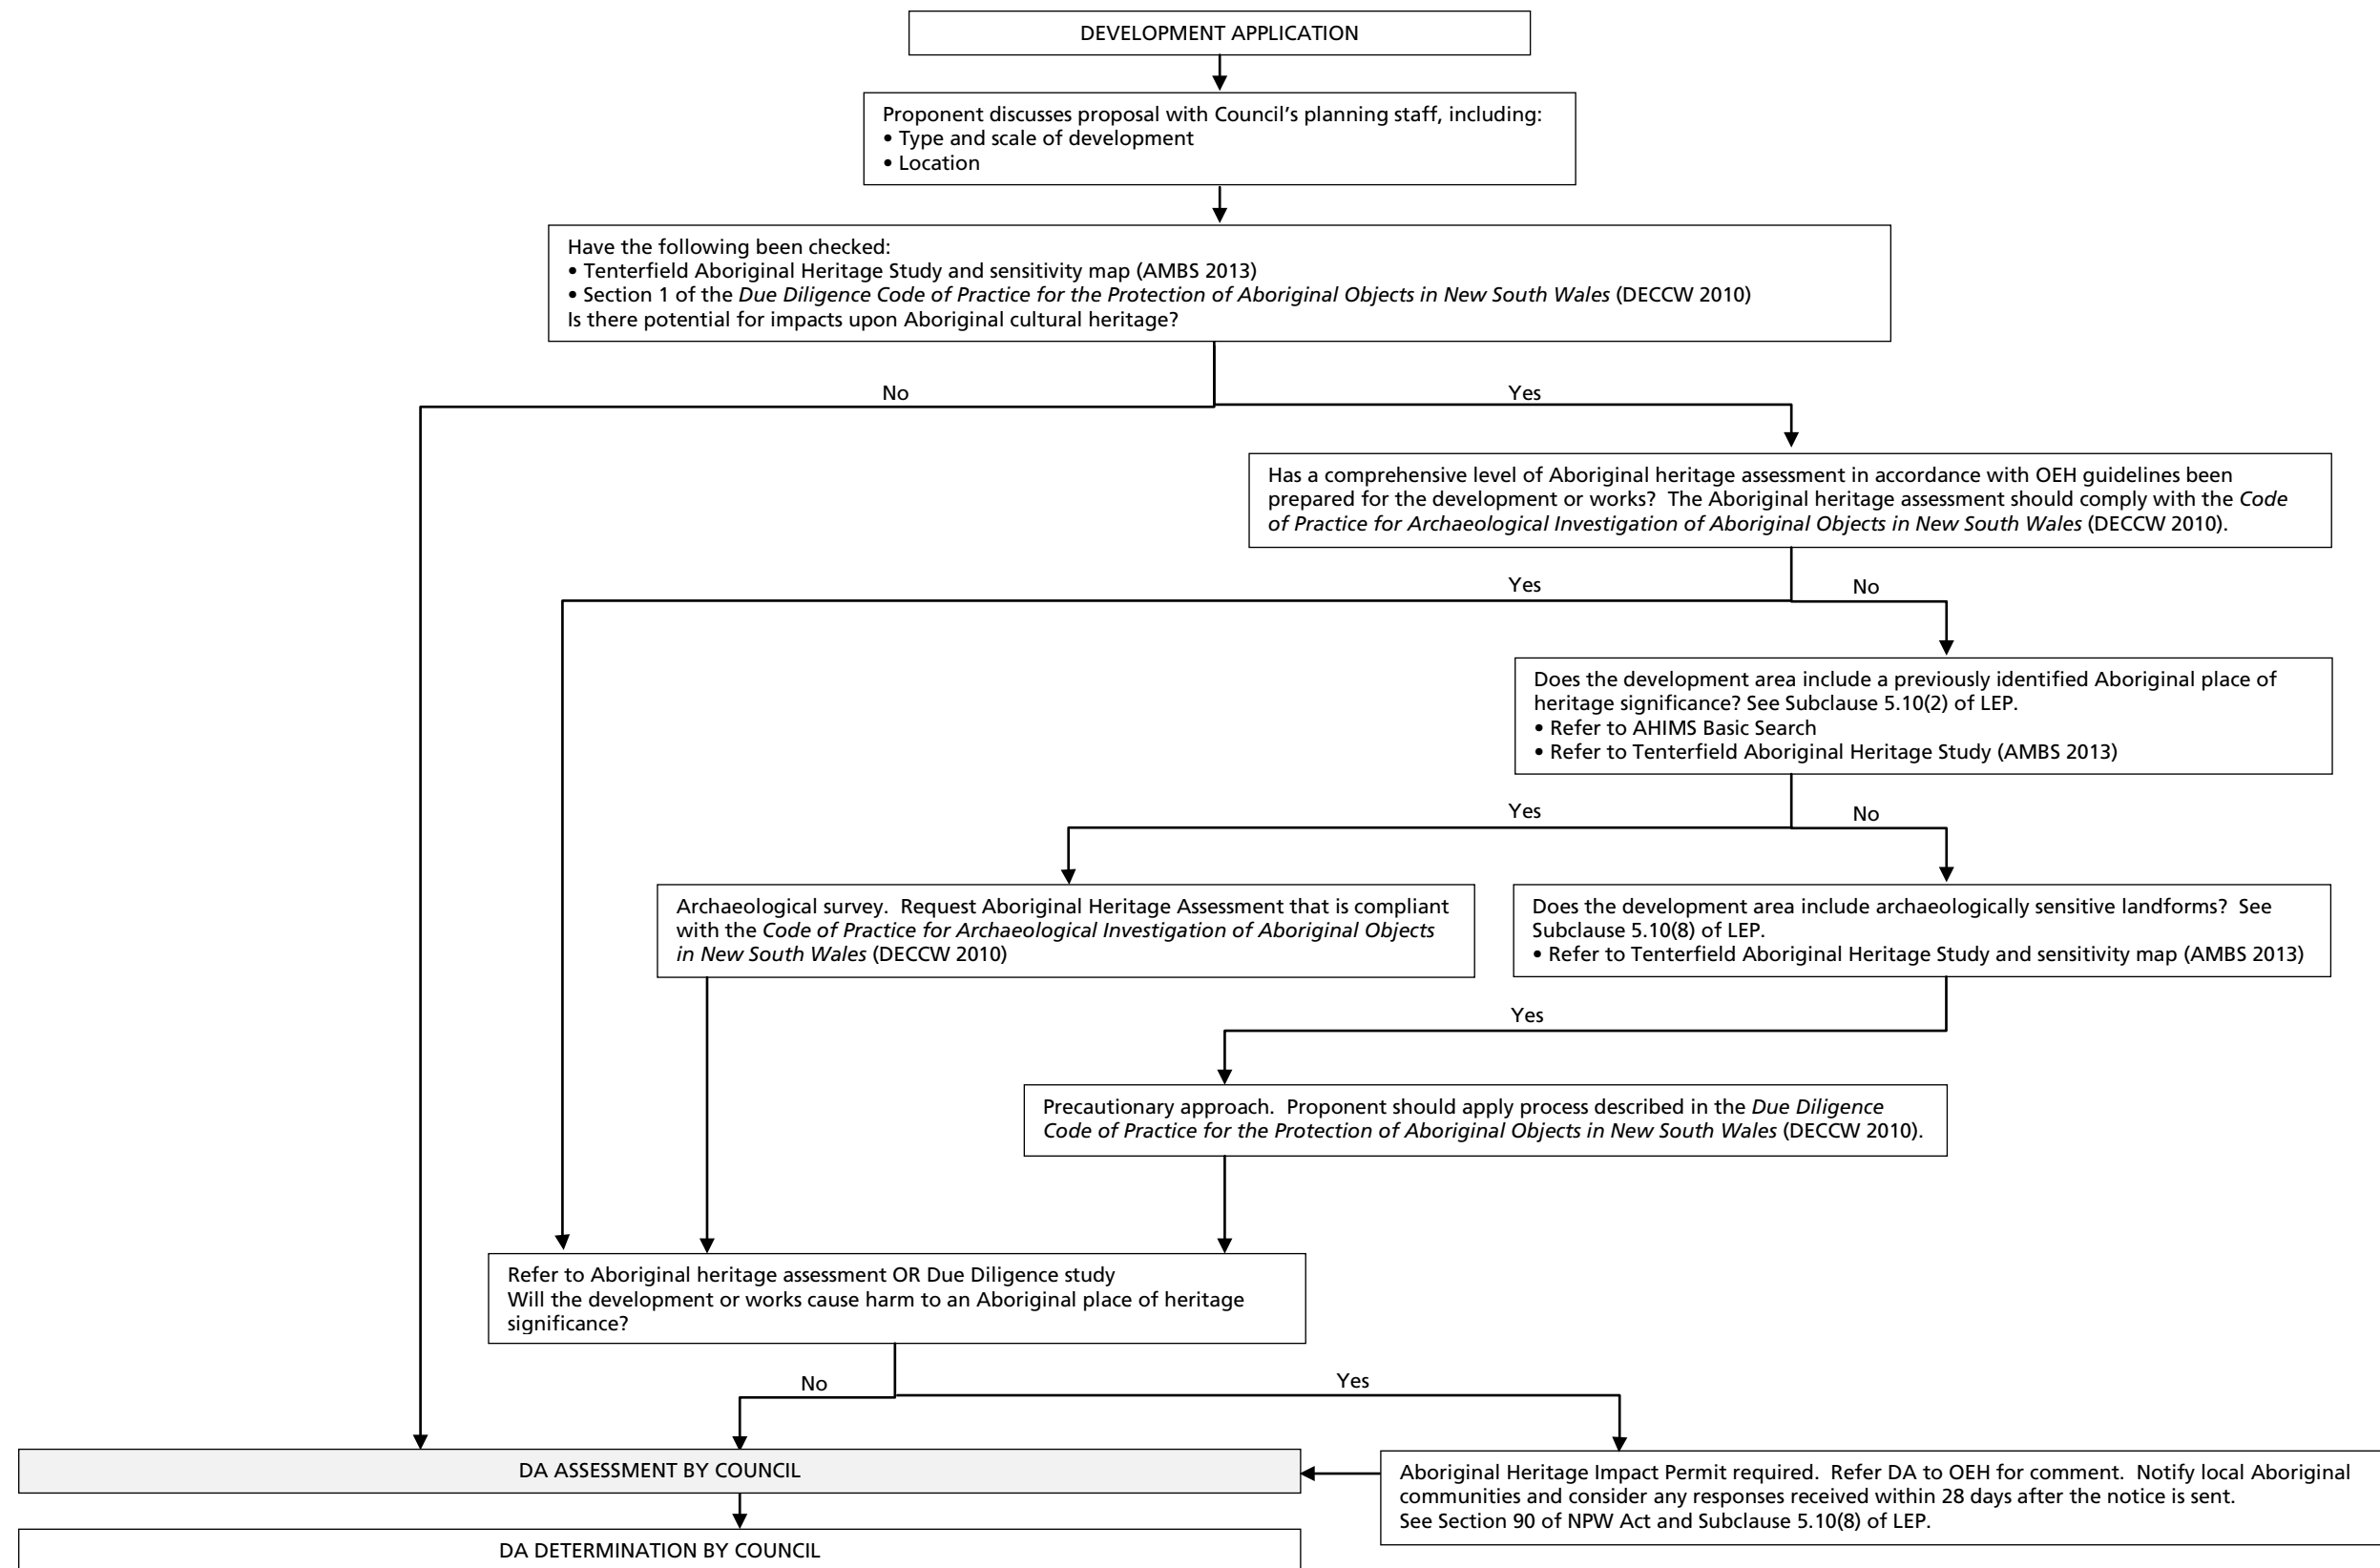 DEVELOPMENT APPLICATION
Proponent discusses proposal with Council’s planning staff, including:
• Type and scale of development
• Location
Have the following been checked:
• Tenterfield Aboriginal Heritage Study and sensitivity map (AMBS 2013)
• Section 1 of the Due Diligence Code of Practice for the Protection of Aboriginal Objects in New South Wales (DECCW 2010)
Is there potential for impacts upon Aboriginal cultural heritage?
No
Yes
Has a comprehensive level of Aboriginal heritage assessment in accordance with OEH guidelines been
prepared for the development or works?  The Aboriginal heritage assessment should comply with the Code
of Practice for Archaeological Investigation of Aboriginal Objects in New South Wales (DECCW 2010).
Yes
No
Does the development area include a previously identified Aboriginal place of
heritage significance? See Subclause 5.10(2) of LEP.
• Refer to AHIMS Basic Search
• Refer to Tenterfield Aboriginal Heritage Study (AMBS 2013)
Yes
No
Archaeological survey.  Request Aboriginal Heritage Assessment that is compliant
with the Code of Practice for Archaeological Investigation of Aboriginal Objects
in New South Wales (DECCW 2010)
Does the development area include archaeologically sensitive landforms?  See
Subclause 5.10(8) of LEP.
• Refer to Tenterfield Aboriginal Heritage Study and sensitivity map (AMBS 2013)
Yes
Precautionary approach.  Proponent should apply process described in the Due Diligence
Code of Practice for the Protection of Aboriginal Objects in New South Wales (DECCW 2010).
Refer to Aboriginal heritage assessment OR Due Diligence study
Will the development or works cause harm to an Aboriginal place of heritage
significance?
No
Yes
DA ASSESSMENT BY COUNCIL
Aboriginal Heritage Impact Permit required.  Refer DA to OEH for comment.  Notify local Aboriginal
communities and consider any responses received within 28 days after the notice is sent.
See Section 90 of NPW Act and Subclause 5.10(8) of LEP.
DA DETERMINATION BY COUNCIL